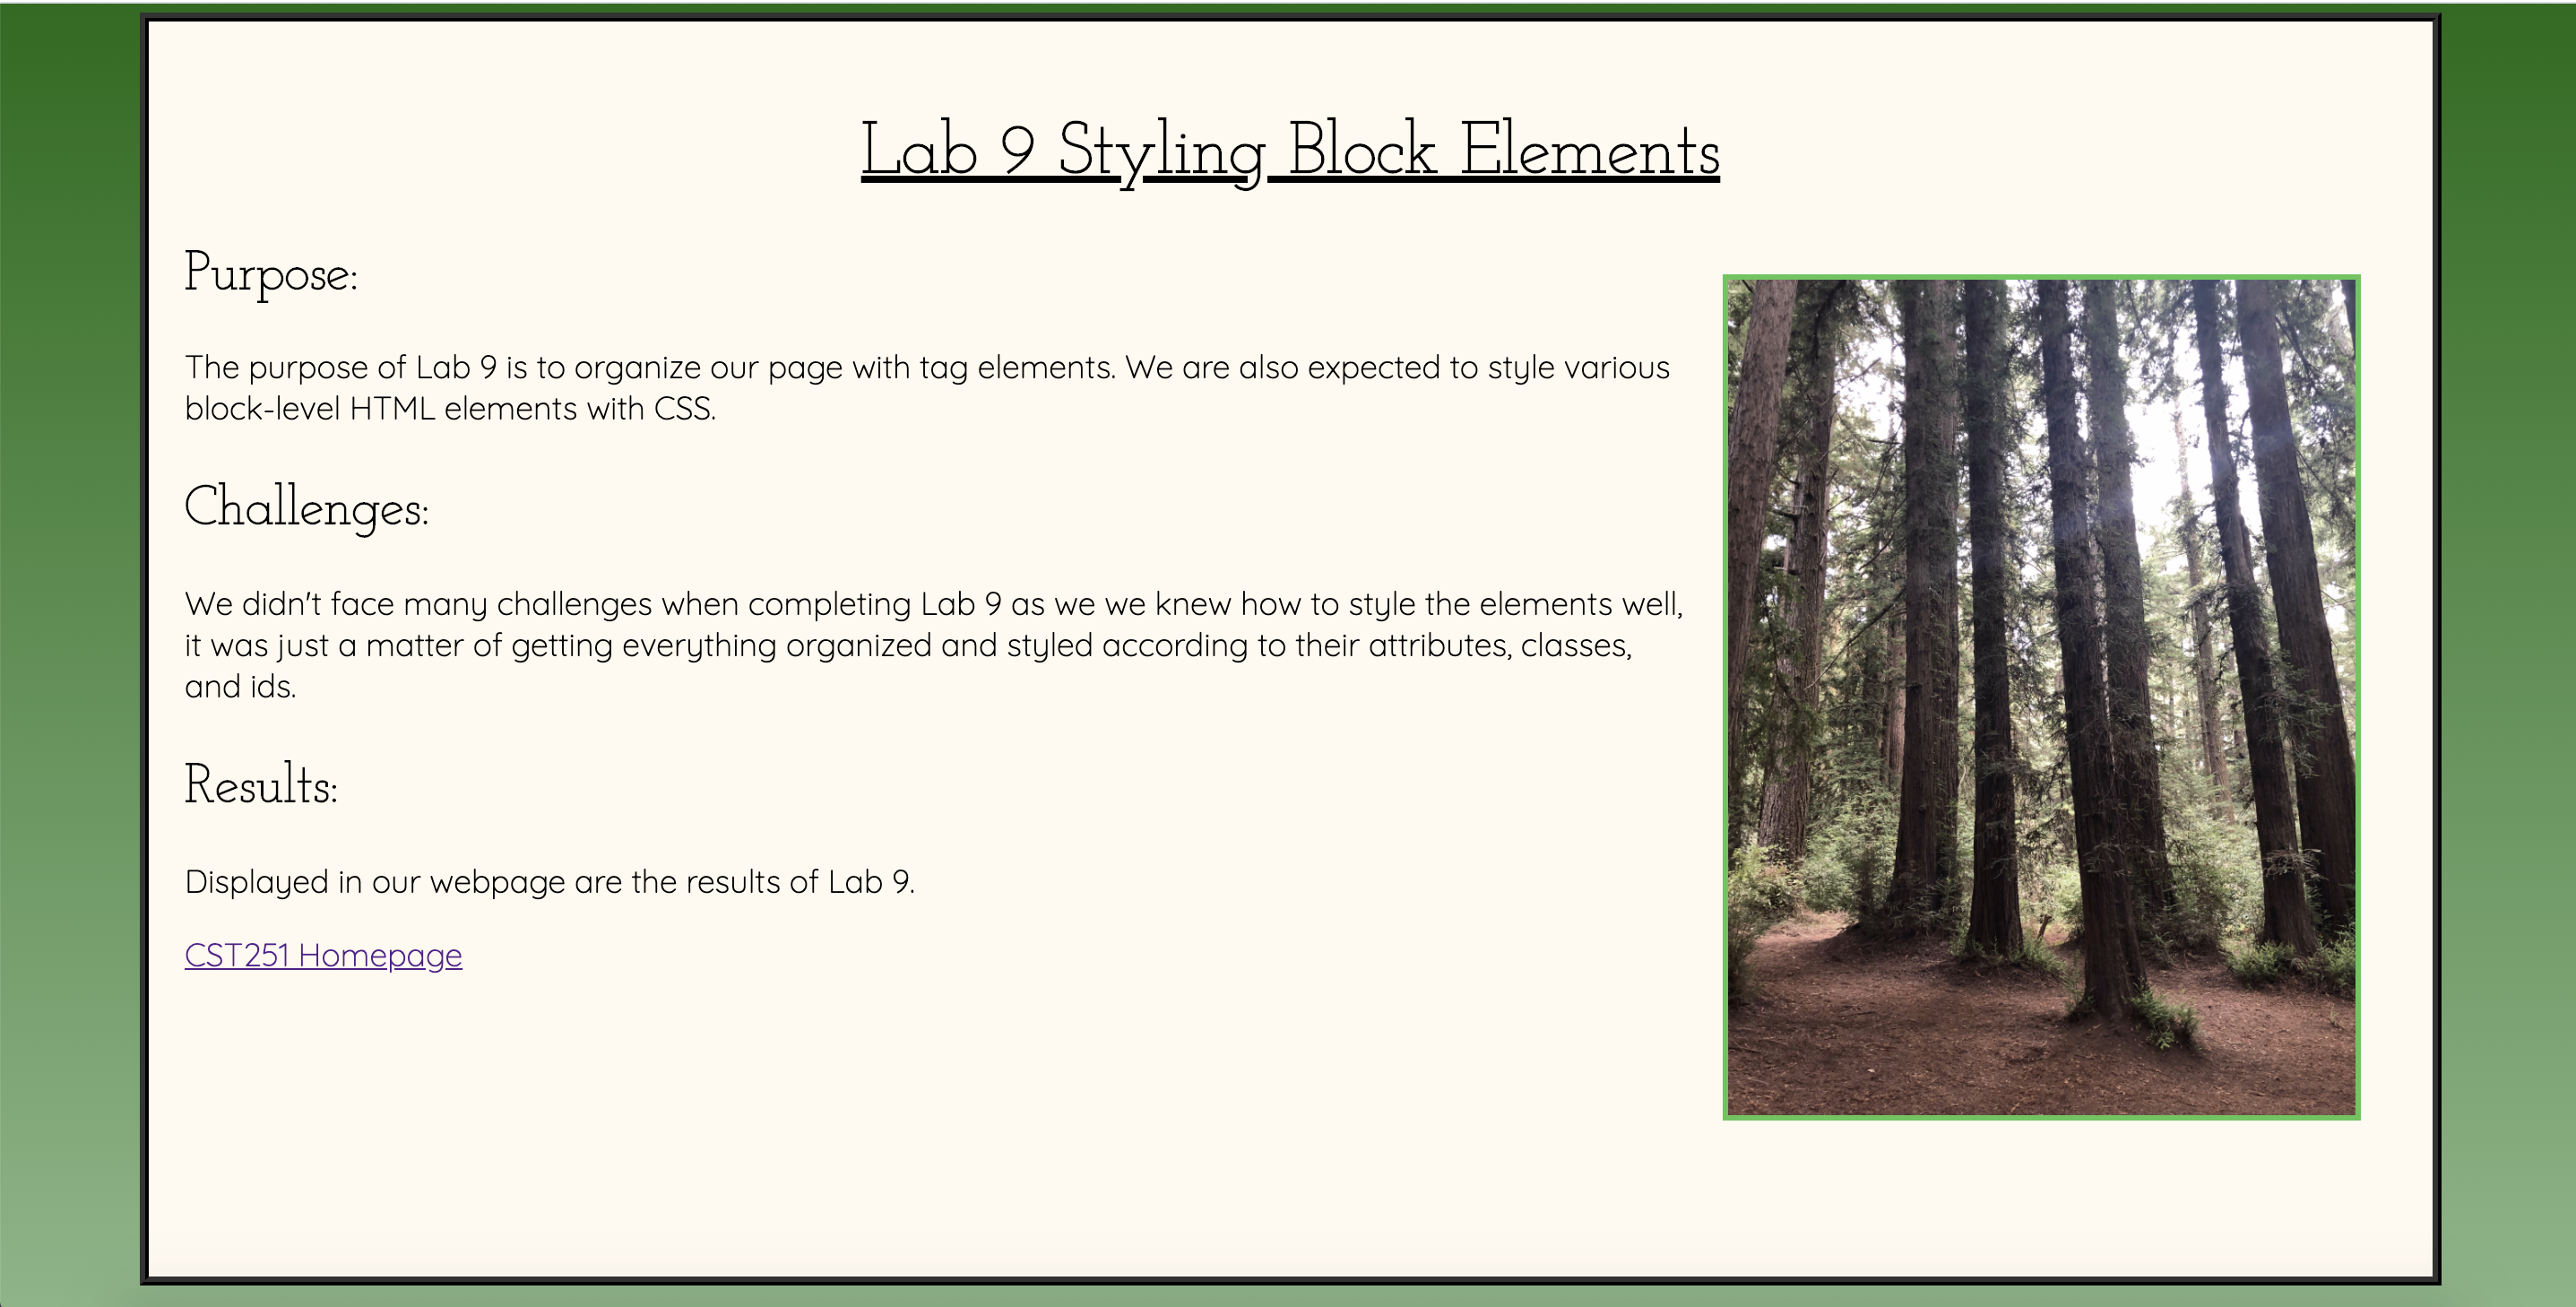 Lab 9 Styling Block Elements
Purpose:
The purpose of Lab 9 is to organize our page with tag elements. We are also expected to style various
block-level HTML elements with CSS.
Challenges:
We didn't face many challenges when completing Lab 9 as we we knew how to style the elements well,
it was just a matter of getting everything organized and styled according to their attributes, classes,
and ids.
Results:
Displayed in our webpage are the results of Lab 9.
CST251 Homepage